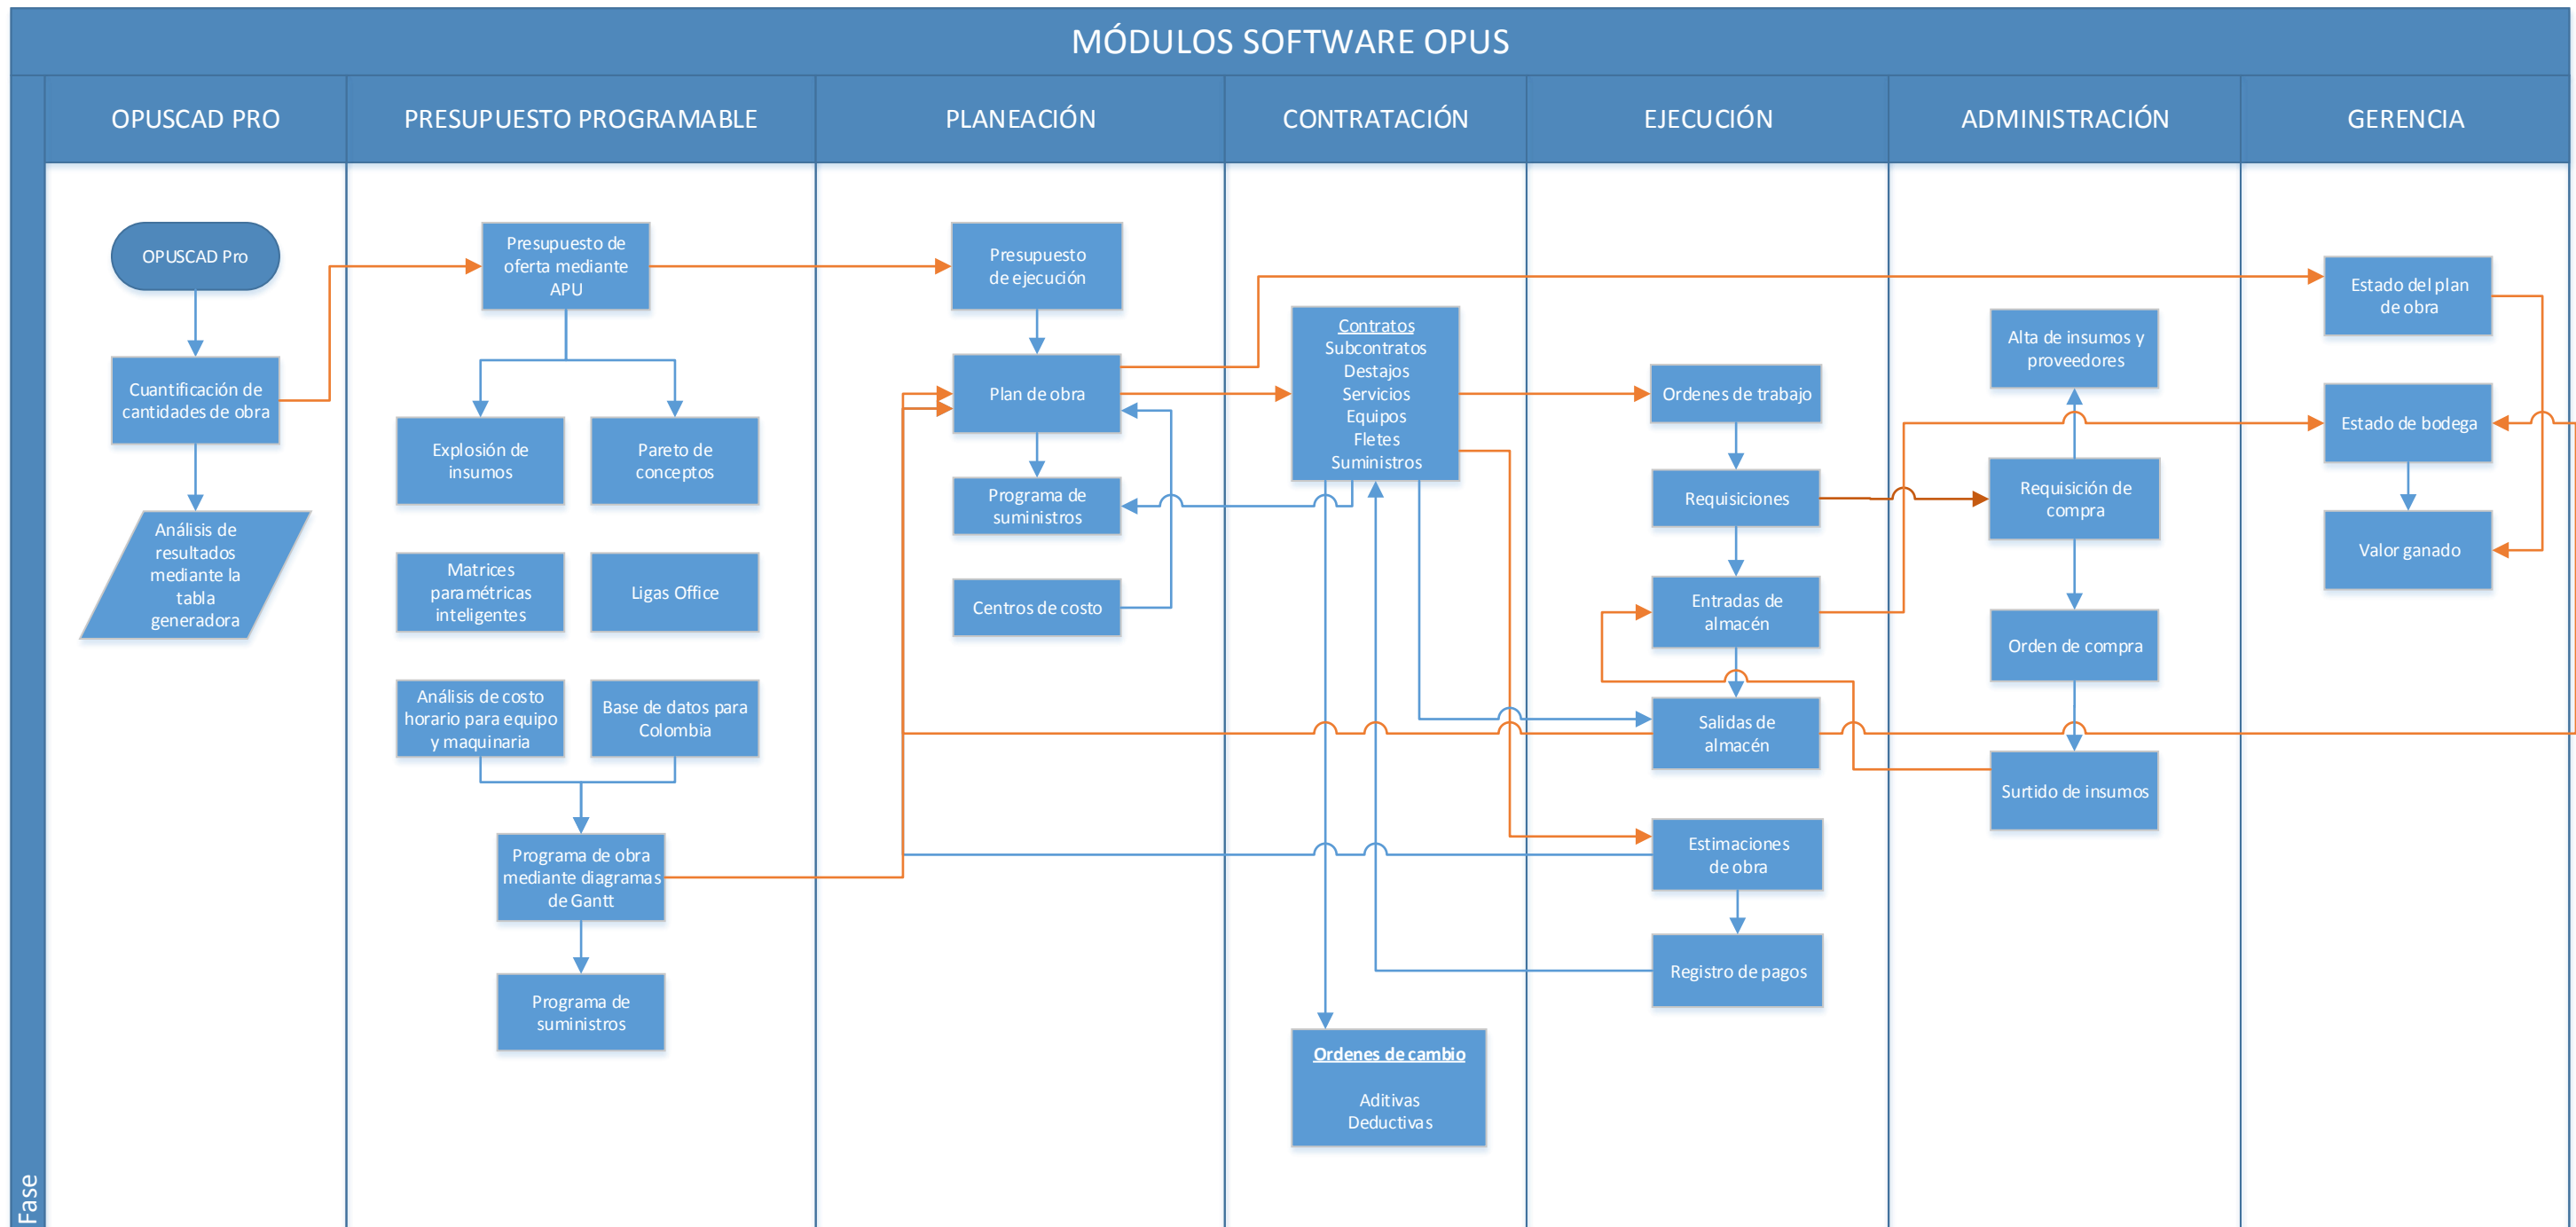 MÓDULOS SOFTWARE OPUS
OPUSCAD PRO
PRESUPUESTO PROGRAMABLE
PLANEACIÓN
CONTRATACIÓN
EJECUCIÓN
ADMINISTRACIÓN
GERENCIA
Fase
OPUSCAD Pro
Cuantificación de
cantidades de obra
Análisis de
resultados
mediante la
tabla
generadora
Presupuesto de
oferta mediante
APU
Explosión de
insumos
Pareto de
conceptos
Matrices
paramétricas
inteligentes
Ligas Office
Análisis de costo
horario para equipo
y maquinaria
Base de datos para
Colombia
Programa de obra
mediante diagramas
de Gantt
Programa de
suministros
Presupuesto
de ejecución
Plan de obra
Programa de
suministros
Centros de costo
Contratos
Subcontratos
Destajos
Servicios
Equipos
Fletes
Suministros
Ordenes de cambio
Aditivas
Deductivas
Ordenes de trabajo
Requisiciones
Entradas de
almacén
Salidas de
almacén
Estimaciones
de obra
Registro de pagos
Alta de insumos y
proveedores
Requisición de
compra
Orden de compra
Surtido de insumos
Estado del plan
de obra
Estado de bodega
Valor ganado